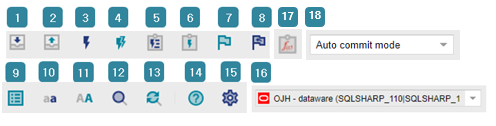 1 2 3 4 5 6 7 8 17 18
Auto commit mode
9 10 11 12 13 14 15 16
aa AA OJH - dataware (SQLSHARP_110|SQLSHARP_1